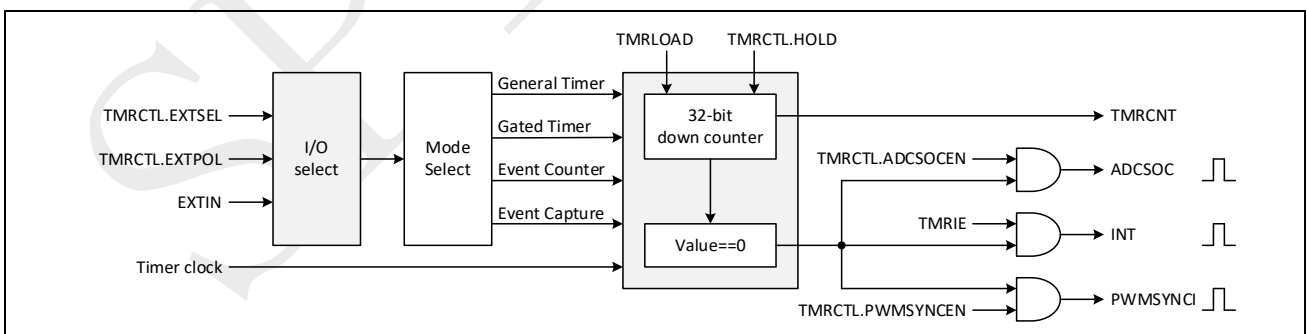 TMRLOAD
TMRCTL.HOLD
General Timer
TMRCTL.EXTSEL
32-bit
down counter
TMRCNT
Gated Timer
I/O
select
Mode
Select
TMRCTL.EXTPOL
TMRCTL.ADCSOCEN
ADCSOC
Event Counter
EXTIN
Event Capture
TMRIE
INT
Value==0
Timer clock
PWMSYNCI
TMRCTL.PWMSYNCEN